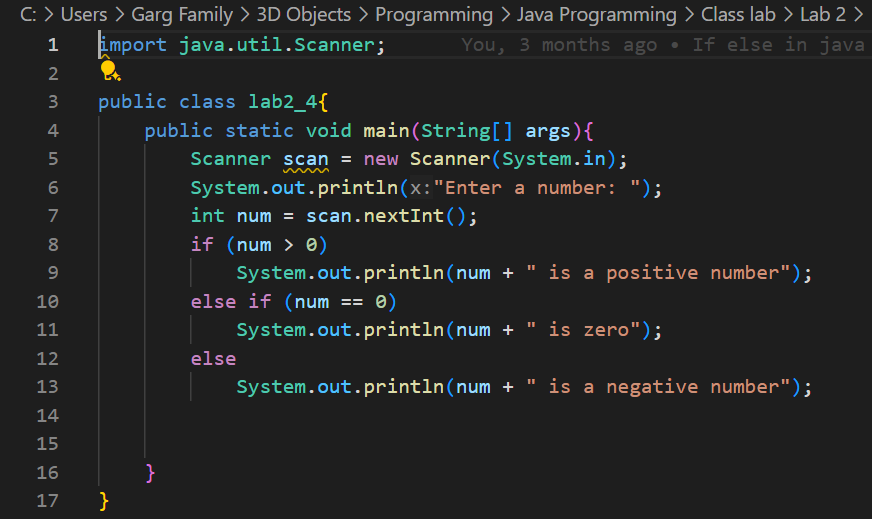 C: > Users > Garg Family > 3D Objects > Programming > Java Programming > Class lab > Lab 2 >
1 import java.util.Scanner; You, 3 months ago • If else in java
2
3 public class lab2_4{
4 public static void main(String[] args){
5 Scanner scan = new Scanner(System.in);
6 System.out.println(x:"Enter a number: ");
7 int num = scan.nextInt();
8 if (num > 0)
9 System.out.println(num + " is a positive number");
10 else if (num == 0)
11 System.out.println(num + " is zero");
12 else
13 System.out.println(num + " is a negative number");
14
15
16 }
17 }